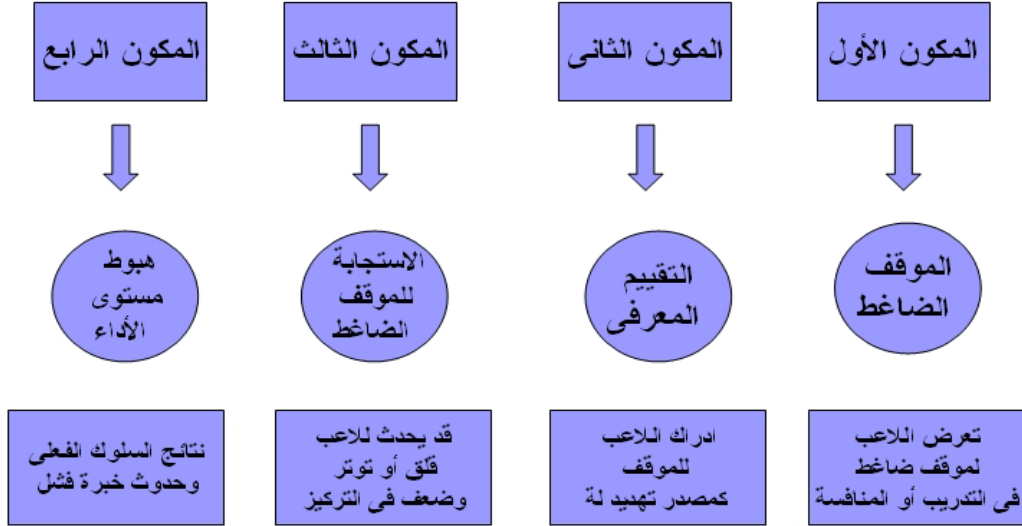 المكون الأول
المكون الثانى
المكون الثالث
المكون الرابع
الموقف
الضاغط
التقييم
المعرفى
الاستجابة
للموقف
الضاغط
هبوط
مستوى
الأداء
تعرض اللاعب
لموقف ضاغط
فى التدريب أو المنافسة
ادراك اللاعب
للموقف
كمصدر تهديد لة
قد يحدث للاعب
قلق أو توتر
وضعف فى التركيز
نتائج السلوك الفعلى
وحدوث خبرة فشل